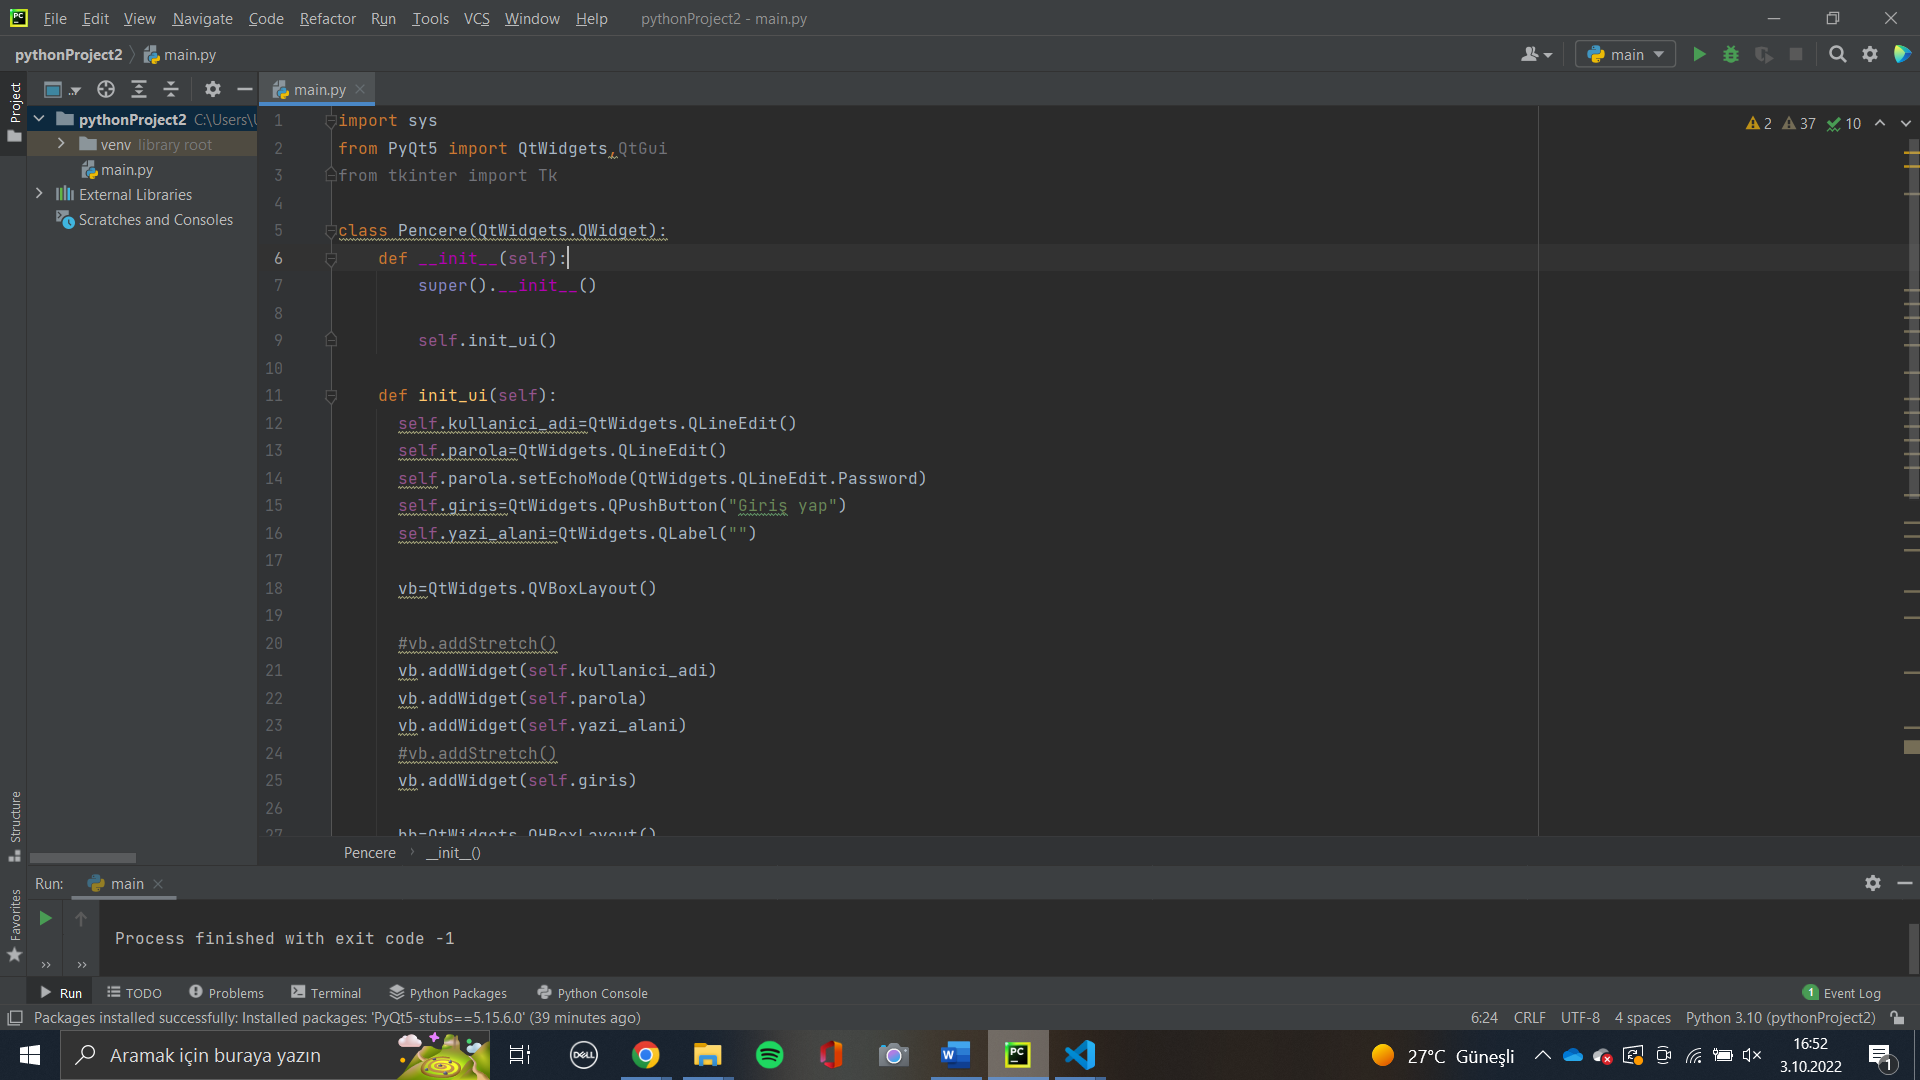 File Edit View Navigate Code Refactor Run Tools VCS Window Help pythonProject2 - main.py
pythonProject2 main.py main
Project
main.py
pythonProject2 C:\Users\
venv library root
main.py
External Libraries
Scratches and Consoles
2 37 10
1 import sys
2 from PyQt5 import QtWidgets,QtGui
3 from tkinter import Tk
4
5 class Pencere(QtWidgets.QWidget):
6 def __init__(self):
7 super().__init__()
8
9 self.init_ui()
10
11 def init_ui(self):
12 self.kullanici_adi=QtWidgets.QLineEdit()
13 self.parola=QtWidgets.QLineEdit()
14 self.parola.setEchoMode(QtWidgets.QLineEdit.Password)
15 self.giris=QtWidgets.QPushButton("Giriş yap")
16 self.yazi_alani=QtWidgets.QLabel("")
17
18 vb=QtWidgets.QVBoxLayout()
19
20 #vb.addStretch()
21 vb.addWidget(self.kullanici_adi)
22 vb.addWidget(self.parola)
23 vb.addWidget(self.yazi_alani)
24 #vb.addStretch()
25 vb.addWidget(self.giris)
26
27 hb=QtWidgets.QHBoxLayout()
Pencere __init__()
Structure
Favorites
Run: main
Process finished with exit code -1
Run TODO Problems Terminal Python Packages Python Console 1 Event Log
Packages installed successfully: Installed packages: 'PyQt5-stubs==5.15.6.0' (39 minutes ago) 6:24 CRLF UTF-8 4 spaces Python 3.10 (pythonProject2)
Aramak için buraya yazın
DELL
PC
27°C Güneşli
16:52
3.10.2022
1